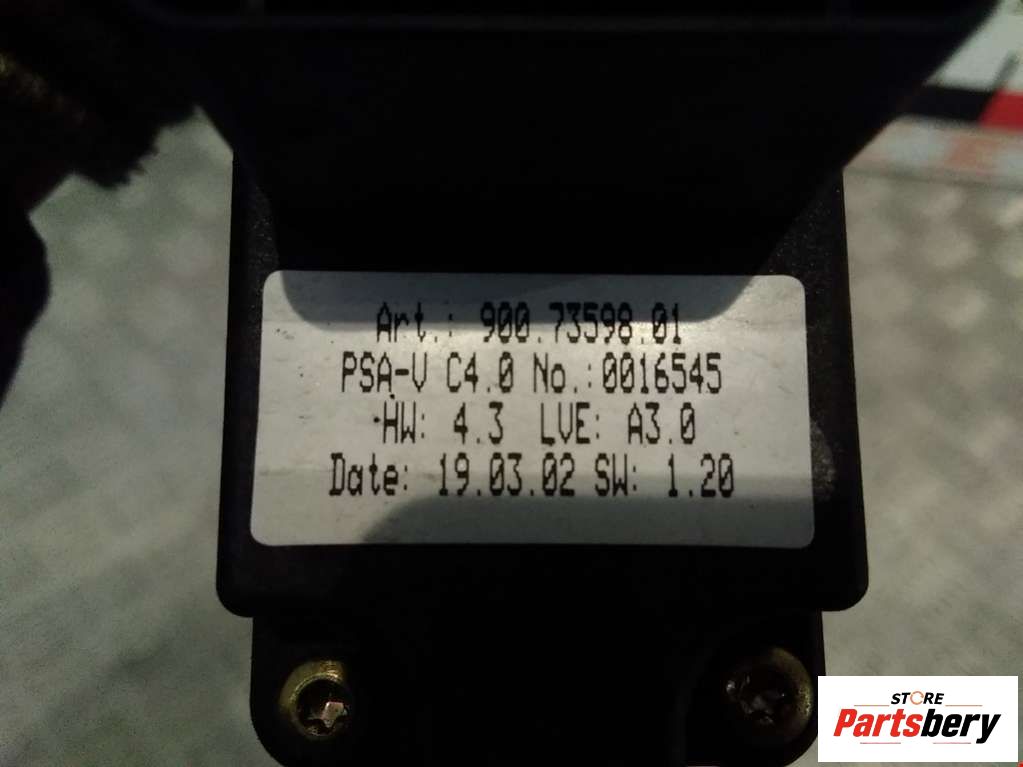 Art.: 900.73598.01
PSA-V C4.0 No.:0016545
HW: 4.3 LVE: A3.0
Date: 19.03.02 SW: 1.20
STORE
Partsbery